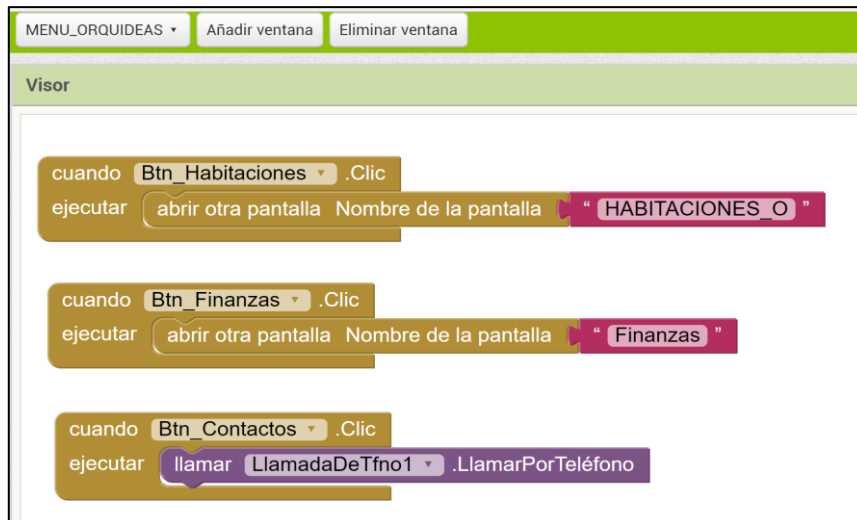 MENU_ORQUIDEAS Añadir ventana Eliminar ventana
Visor
cuando Btn_Habitaciones .Clic
ejecutar abrir otra pantalla Nombre de la pantalla " HABITACIONES_O "
cuando Btn_Finanzas .Clic
ejecutar abrir otra pantalla Nombre de la pantalla " Finanzas "
cuando Btn_Contactos .Clic
ejecutar llamar LlamadaDeTfno1 .LlamarPorTeléfono